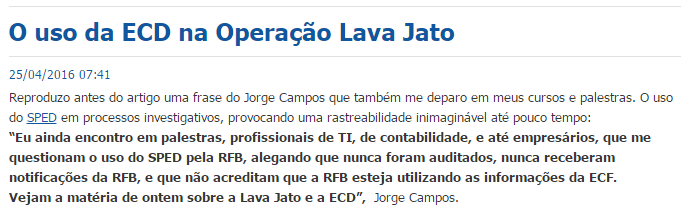 O uso da ECD na Operação Lava Jato
25/04/2016 07:41
Reproduzo antes do artigo uma frase do Jorge Campos que também me deparo em meus cursos e palestras. O uso
do SPED em processos investigativos, provocando uma rastreabilidade inimaginável até pouco tempo:
“Eu ainda encontro em palestras, profissionais de TI, de contabilidade, e até empresários, que me
questionam o uso do SPED pela RFB, alegando que nunca foram auditados, nunca receberam
notificações da RFB, e que não acreditam que a RFB esteja utilizando as informações da ECF.
Vejam a matéria de ontem sobre a Lava Jato e a ECD”, Jorge Campos.